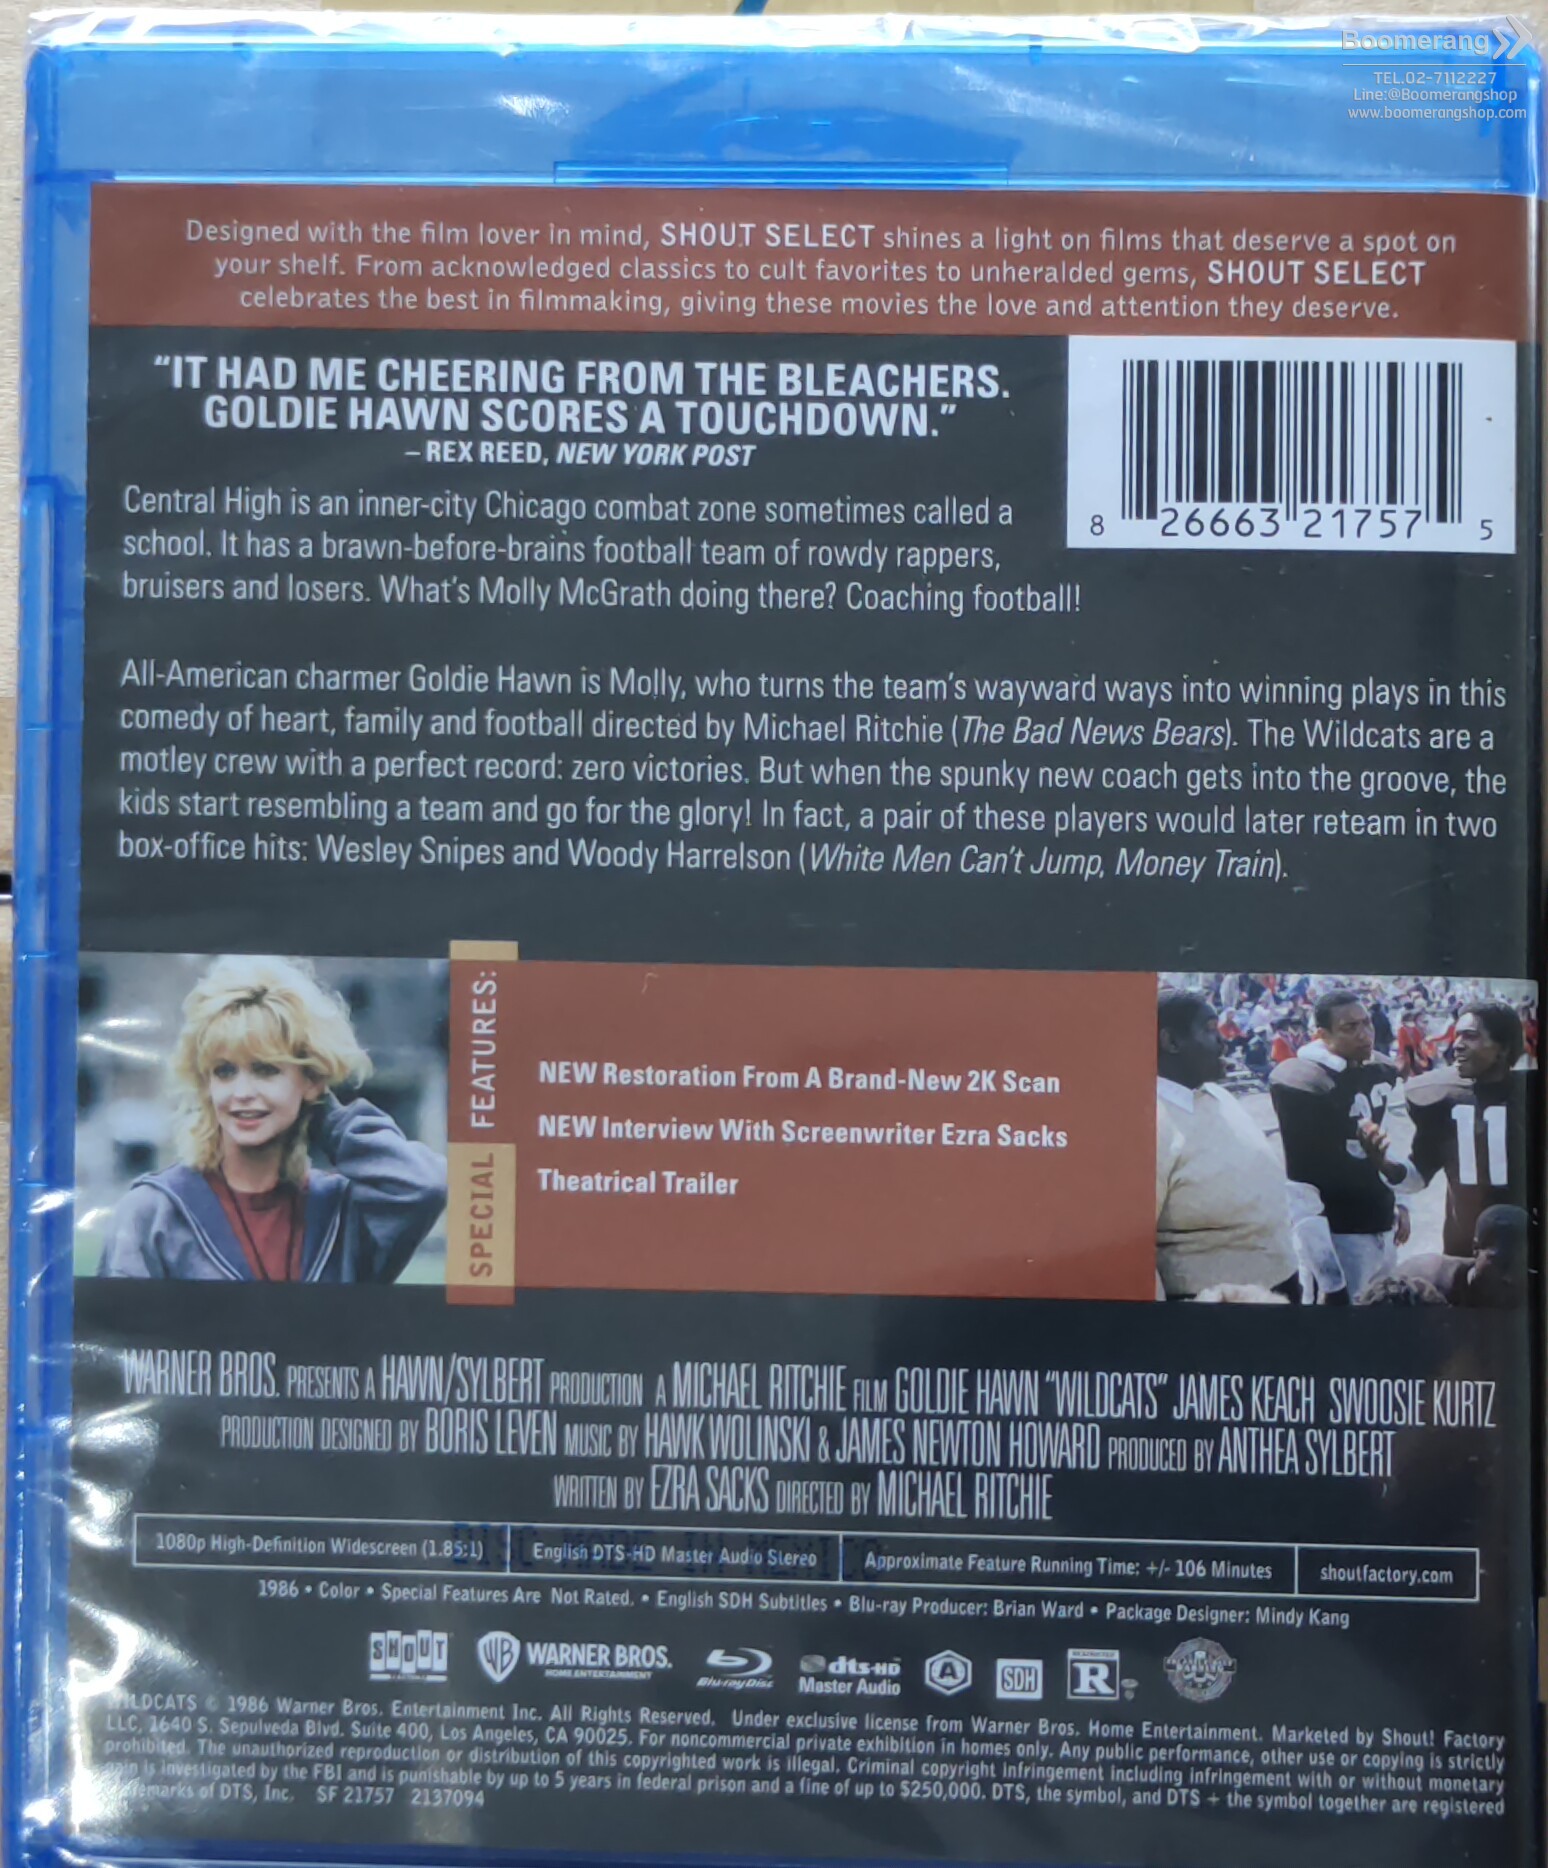 Boomerang
TEL.02-7112227
Line:@Boomerangshop
www.boomerangshop.com
Designed with the film lover in mind, SHOUT SELECT shines a light on films that deserve a spot on
your shelf. From acknowledged classics to cult favorites to unheralded gems, SHOUT SELECT
celebrates the best in filmmaking, giving these movies the love and attention they deserve.
“IT HAD ME CHEERING FROM THE BLEACHERS.
GOLDIE HAWN SCORES A TOUCHDOWN.”
– REX REED, NEW YORK POST
8 26663 21757 5
Central High is an inner-city Chicago combat zone sometimes called a
school. It has a brawn-before-brains football team of rowdy rappers,
bruisers and losers. What's Molly McGrath doing there? Coaching football!
All-American charmer Goldie Hawn is Molly, who turns the team's wayward ways into winning plays in this
comedy of heart, family and football directed by Michael Ritchie (The Bad News Bears). The Wildcats are a
motley crew with a perfect record: zero victories. But when the spunky new coach gets into the groove, the
kids start resembling a team and go for the glory! In fact, a pair of these players would later reteam in two
box-office hits: Wesley Snipes and Woody Harrelson (White Men Can't Jump, Money Train).
SPECIAL FEATURES:
NEW Restoration From A Brand-New 2K Scan
NEW Interview With Screenwriter Ezra Sacks
Theatrical Trailer
11
WARNER BROS. PRESENTS A HAWN/SYLBERT PRODUCTION A MICHAEL RITCHIE FILM GOLDIE HAWN “WILDCATS” JAMES KEACH SWOOSIE KURTZ
PRODUCTION DESIGNED BY BORIS LEVEN MUSIC BY HAWK WOLINSKI & JAMES NEWTON HOWARD PRODUCED BY ANTHEA SYLBERT
WRITTEN BY EZRA SACKS DIRECTED BY MICHAEL RITCHIE
DISC MADE IN MEXICO
1080p High-Definition Widescreen (1.85:1) English DTS-HD Master Audio Stereo Approximate Feature Running Time: +/- 106 Minutes shoutfactory.com
1986 • Color • Special Features Are Not Rated. • English SDH Subtitles • Blu-ray Producer: Brian Ward • Package Designer: Mindy Kang
SHOUT WB WARNER BROS. Blu-ray Disc dts-HD A SDH R
HOME ENTERTAINMENT Master Audio
WILDCATS © 1986 Warner Bros. Entertainment Inc. All Rights Reserved. Under exclusive license from Warner Bros. Home Entertainment. Marketed by Shout! Factory
LLC, 1640 S. Sepulveda Blvd. Suite 400, Los Angeles, CA 90025. For noncommercial private exhibition in homes only. Any public performance, other use or copying is strictly
prohibited. The unauthorized reproduction or distribution of this copyrighted work is illegal. Criminal copyright infringement including infringement with or without monetary
is investigated by the FBI and is punishable by up to 5 years in federal prison and a fine of up to $250,000. DTS, the symbol, and DTS + the symbol together are registered
of DTS, Inc. SF 21757 2137094